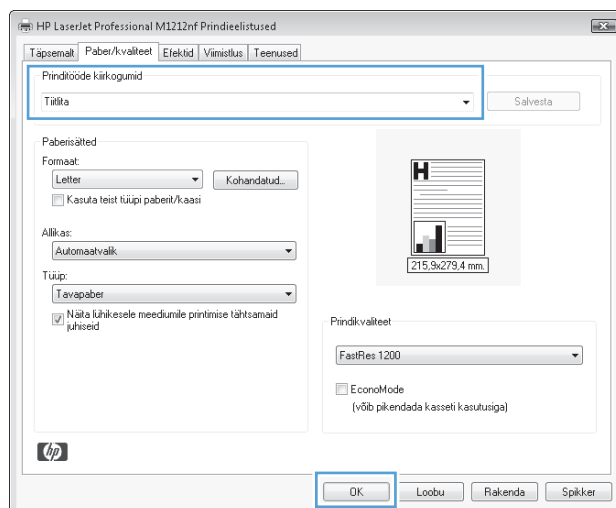 HP LaserJet Professional M1212nf Prindieelistused
Täpsemalt Paber/kvaliteet Efektid Viimistlus Teenused
Prinditööde kiirkogumid
Tiitlita
Salvesta
Paberisätted
Formaat:
Letter
Kohandatud...
Kasuta teist tüüpi paberit/kaasi
Allikas:
Automaatvalik
Tüüp:
Tavapaber
Näita lühikesele meediumile printimise tähtsamaid
juhiseid
H
215,9x279,4 mm.
Prindikvaliteet
FastRes 1200
EconoMode
(võib pikendada kasseti kasutusiga)
hp
OK Loobu Rakenda Spikker